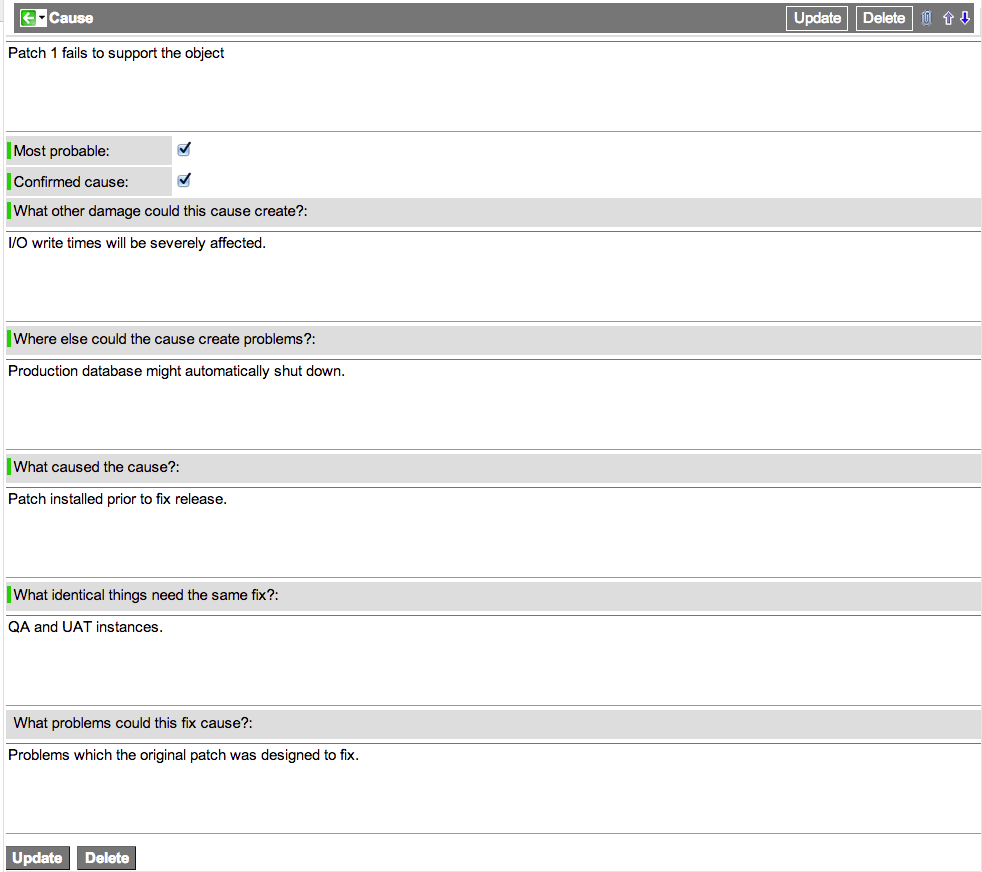 Cause Update Delete
Patch 1 fails to support the object
Most probable:
Confirmed cause:
What other damage could this cause create?:
I/O write times will be severely affected.
Where else could the cause create problems?:
Production database might automatically shut down.
What caused the cause?:
Patch installed prior to fix release.
What identical things need the same fix?:
QA and UAT instances.
What problems could this fix cause?:
Problems which the original patch was designed to fix.
Update Delete